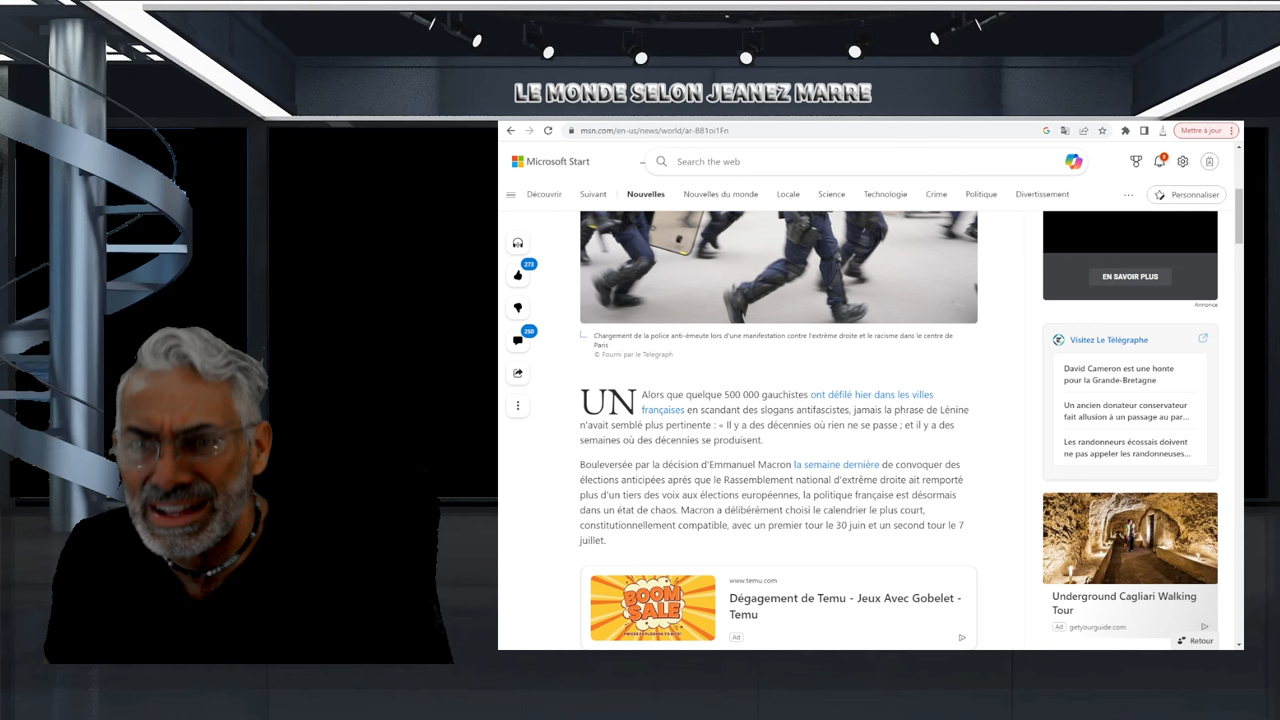 LE MONDE SELON JEANEZ MARRE
msn.com/en-us/news/world/ar-BB1oi1Fn
Mettre à jour
Microsoft Start
Search the web
8
Découvrir
Suivant
Nouvelles
Nouvelles du monde
Locale
Science
Technologie
Crime
Politique
Divertissement
Personnaliser
273
250
Chargement de la police anti-émeute lors d'une manifestation contre l'extrême droite et le racisme dans le centre de
Paris
© Fourni par le Telegraph
UN Alors que quelque 500 000 gauchistes ont défilé hier dans les villes
françaises en scandant des slogans antifascistes, jamais la phrase de Lénine
n'avait semblé plus pertinente : « Il y a des décennies où rien ne se passe ; et il y a des
semaines où des décennies se produisent.
Bouleversée par la décision d'Emmanuel Macron la semaine dernière de convoquer des
élections anticipées après que le Rassemblement national d'extrême droite ait remporté
plus d'un tiers des voix aux élections européennes, la politique française est désormais
dans un état de chaos. Macron a délibérément choisi le calendrier le plus court,
constitutionnellement compatible, avec un premier tour le 30 juin et un second tour le 7
juillet.
BOOM
SALE
www.temu.com
Dégagement de Temu - Jeux Avec Gobelet -
Temu
Ad
EN SAVOIR PLUS
Annonce
Visitez Le Télégraphe
David Cameron est une honte
pour la Grande-Bretagne
Un ancien donateur conservateur
fait allusion à un passage au par...
Les randonneurs écossais doivent
ne pas appeler les randonneuses...
Underground Cagliari Walking
Tour
Ad getyourguide.com
Retour